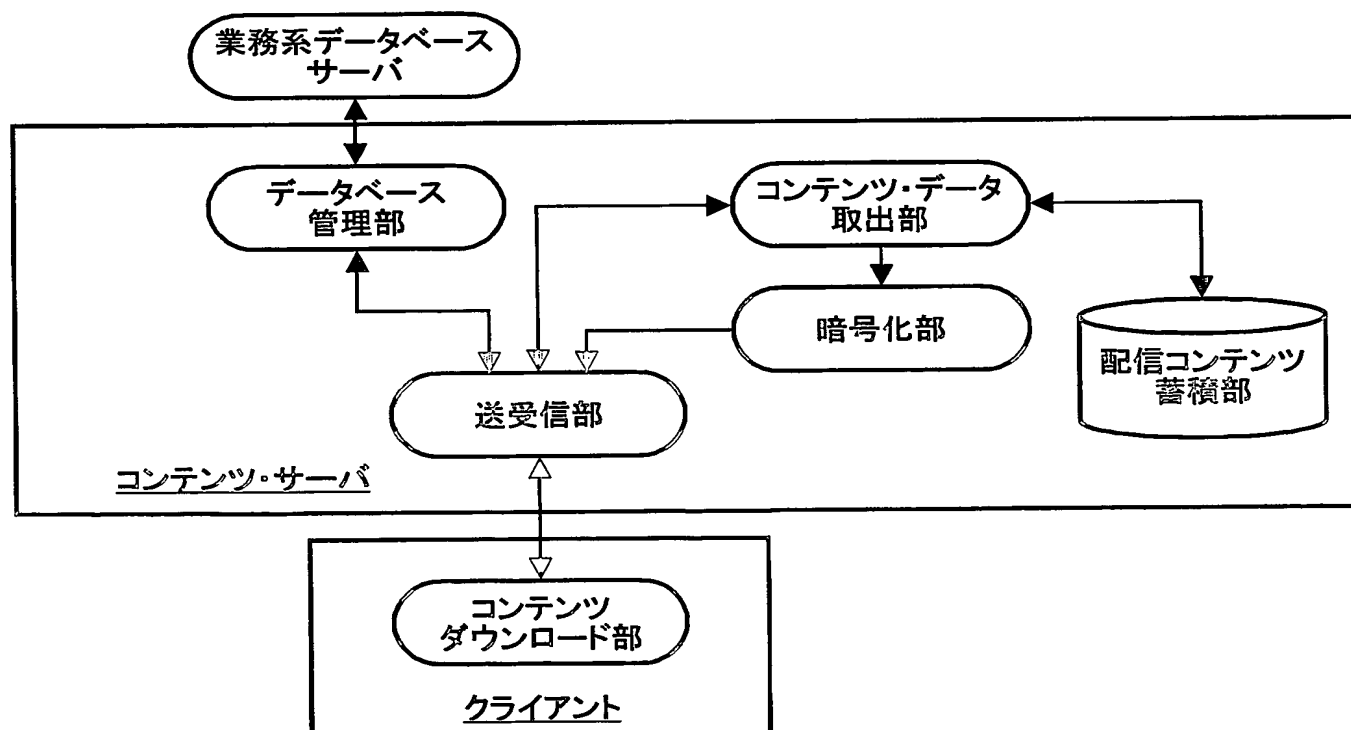 業務系データベース
サーバ
データベース
管理部
コンテンツ・データ
取出部
暗号化部
配信コンテンツ
蓄積部
送受信部
コンテンツ・サーバ
コンテンツ
ダウンロード部
クライアント